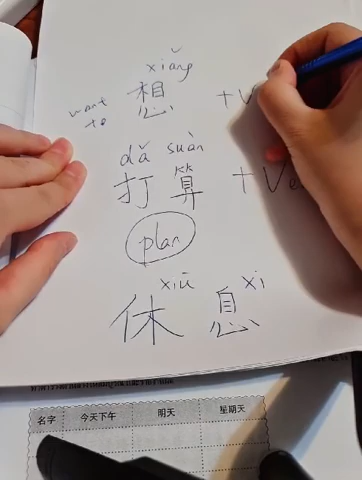 xiǎng
want 想 + V
to
dǎ suàn
打 算 + Ve
plan
xiū xi
休 息
名字 今天下午 明天 星期天